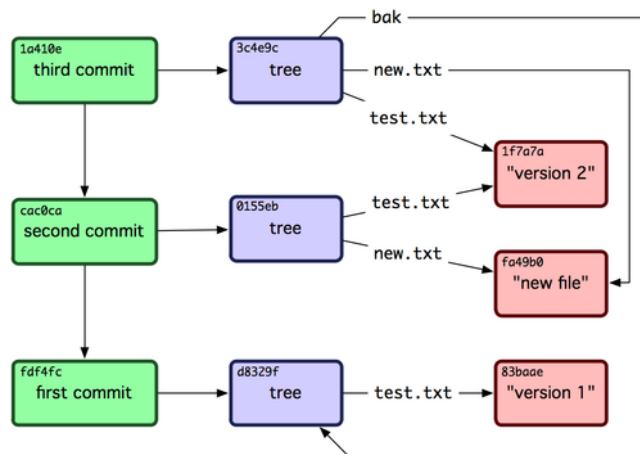 bak
1a410e
third commit
3c4e9c
tree
new.txt
test.txt
1f7a7a
"version 2"
cac0ca
second commit
0155eb
tree
test.txt
new.txt
fa49b0
"new file"
fdf4fc
first commit
d8329f
tree
test.txt
83baae
"version 1"